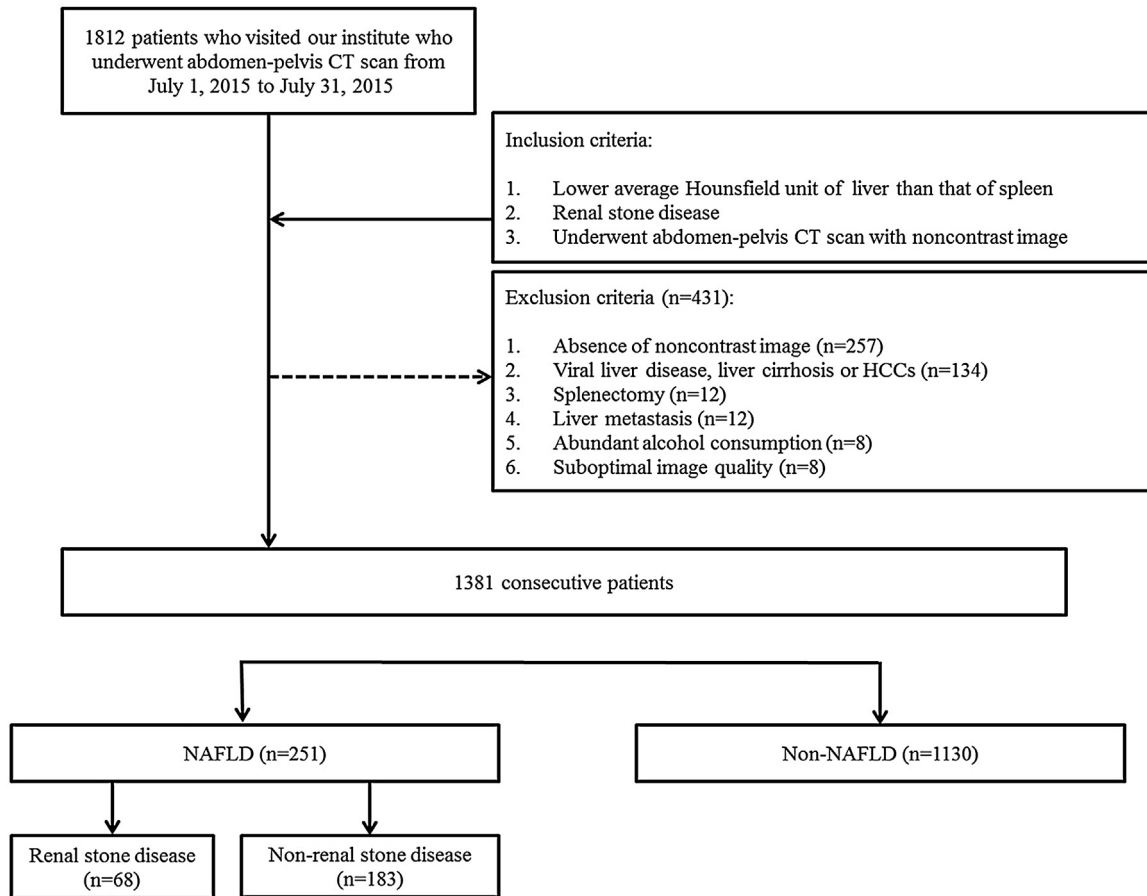 1812 patients who visited our institute who
underwent abdomen-pelvis CT scan from
July 1, 2015 to July 31, 2015
Inclusion criteria:
1. Lower average Hounsfield unit of liver than that of spleen
2. Renal stone disease
3. Underwent abdomen-pelvis CT scan with noncontrast image
Exclusion criteria (n=431):
1. Absence of noncontrast image (n=257)
2. Viral liver disease, liver cirrhosis or HCCs (n=134)
3. Splenectomy (n=12)
4. Liver metastasis (n=12)
5. Abundant alcohol consumption (n=8)
6. Suboptimal image quality (n=8)
1381 consecutive patients
NAFLD (n=251)
Non-NAFLD (n=1130)
Renal stone disease
(n=68)
Non-renal stone disease
(n=183)